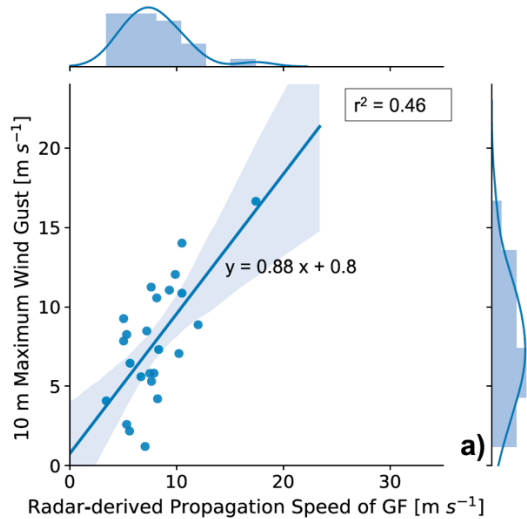 r² = 0.46
20
15
y = 0.88 x + 0.8
10
5
a)
0
0 10 20 30
10 m Maximum Wind Gust [m s⁻¹]
Radar-derived Propagation Speed of GF [m s⁻¹]